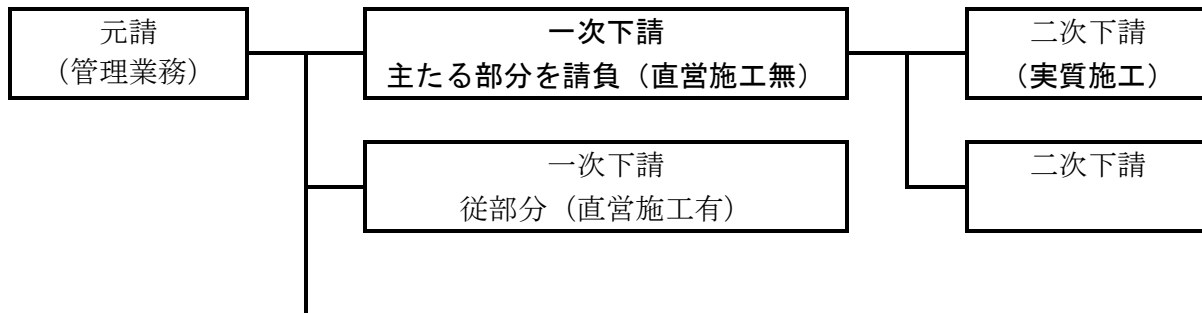 元請
（管理業務）
一次下請
主たる部分を請負（直営施工無）
二次下請
（実質施工）
一次下請
従部分（直営施工有）
二次下請